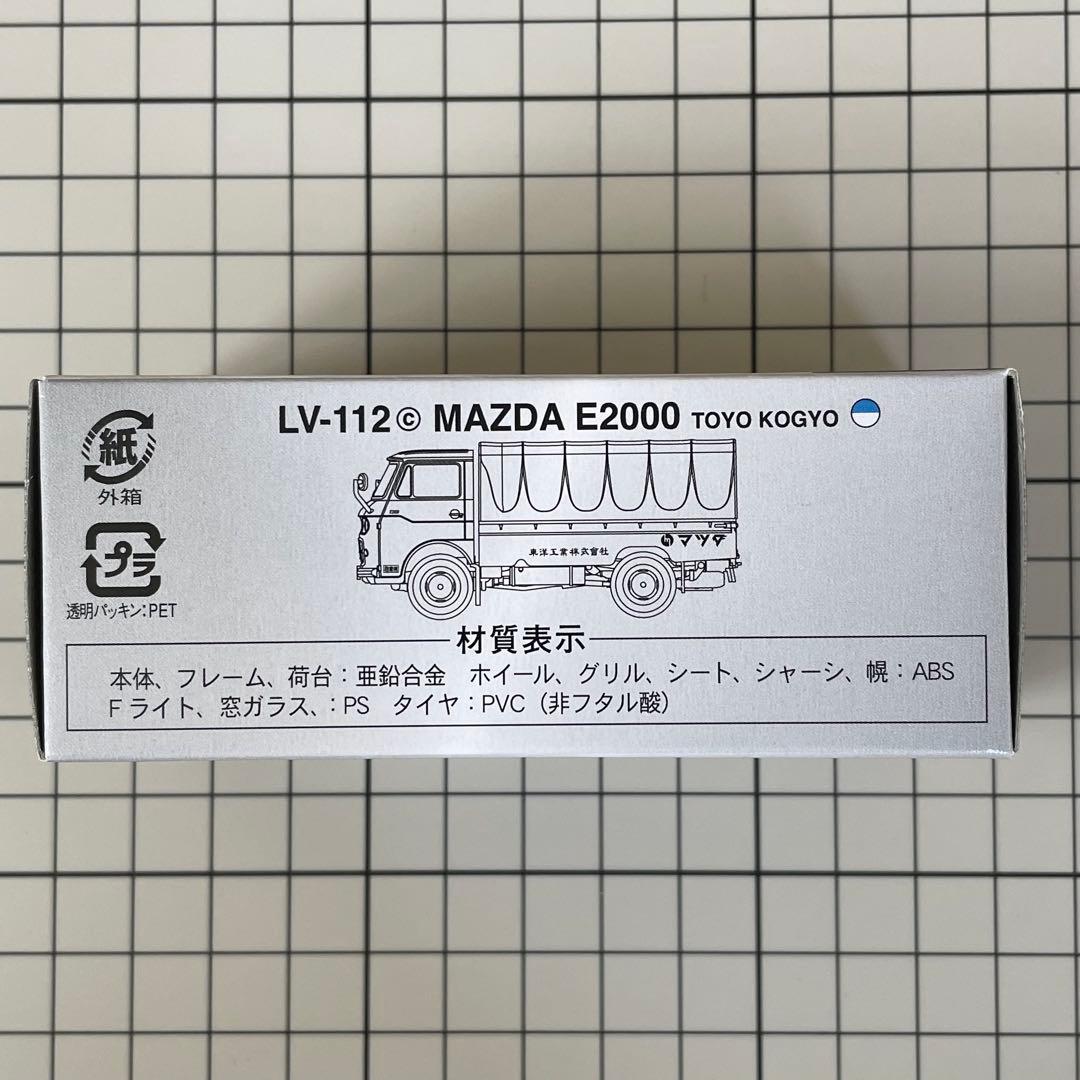 LV-112ⓒ MAZDA E2000 TOYO KOGYO
紙
外箱
プラ
透明パッキン:PET
マツダ
東洋工業株式會社
材質表示
本体、フレーム、荷台:亜鉛合金　ホイール、グリル、シート、シャーシ、幌:ABS
Fライト、窓ガラス、:PS　タイヤ:PVC(非フタル酸)